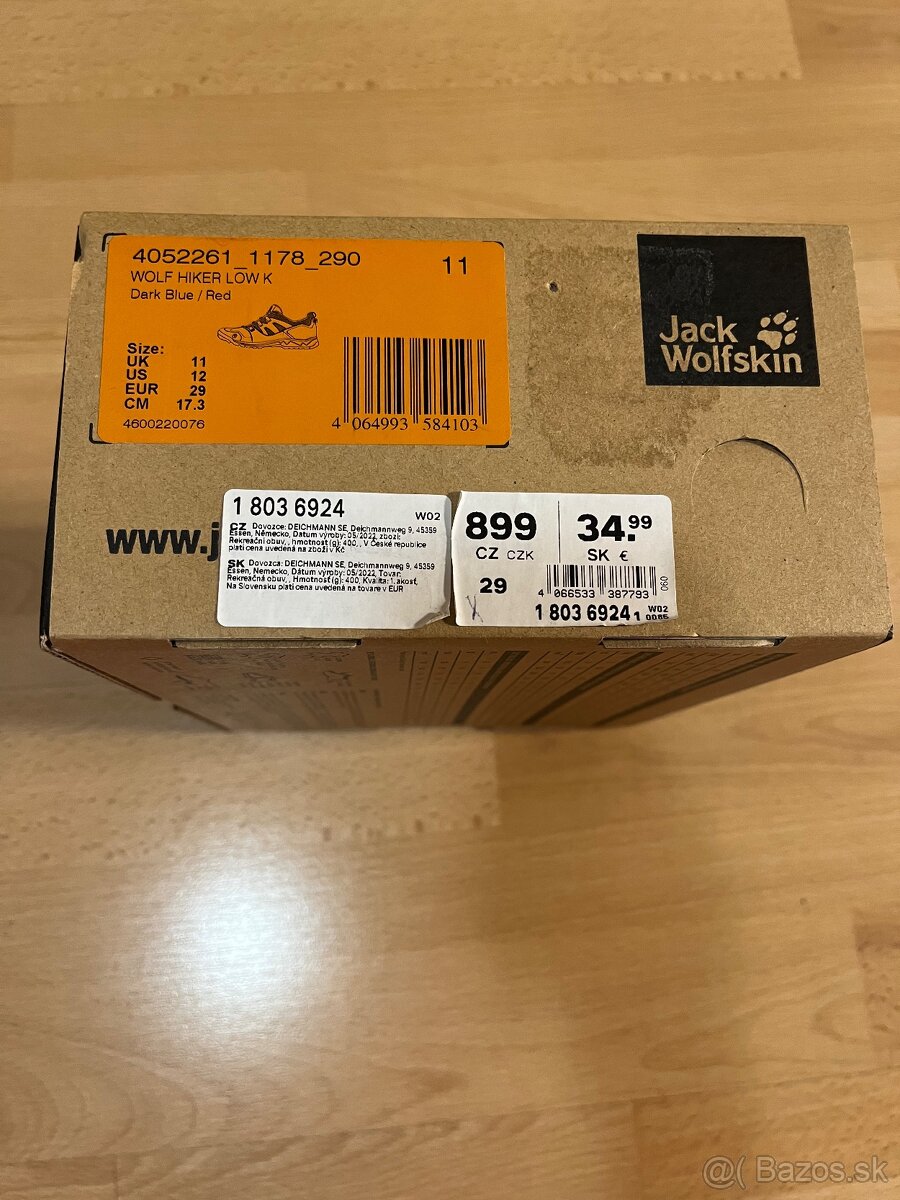 4052261_1178_290
11
WOLF HIKER LOW K
Dark Blue / Red
Size:
UK 11
US 12
EUR 29
CM 17.3
4600220076
4 064993 584103
Jack
Wolfskin
www.j
1 803 6924
W02
CZ Dovozce: DEICHMANN SE, Deichmannweg 9, 45359
Essen, Německo, Datum výroby: 05/2022, zboží:
Rekreační obuv, , hmotnost (g): 400, , V České republice
platí cena uvedená na zboží v Kč
SK Dovozca: DEICHMANN SE, Deichmannweg 9, 45359
Essen, Nemecko, Dátum výroby: 05/2022, Tovar:
Rekreačná obuv, , Hmotnosť (g): 400, Kvalita: 1.akosť,
Na Slovensku platí cena uvedená na tovare v EUR
899
CZ CZK
29
34.99
SK €
4 066533 387793
060
1 803 6924 1
W02
0086
@( Bazos.sk